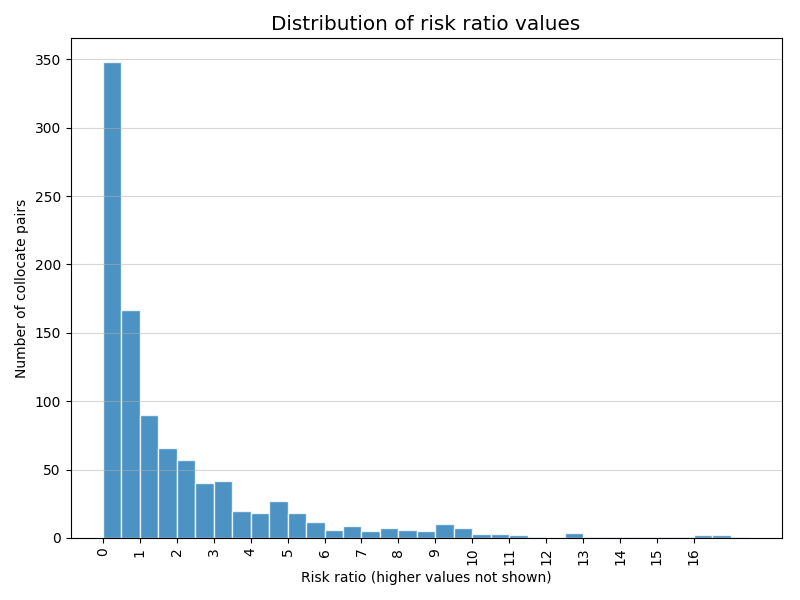 Distribution of risk ratio values
Number of collocate pairs
350
300
250
200
150
100
50
0
0 1 2 3 4 5 6 7 8 9 10 11 12 13 14 15 16
Risk ratio (higher values not shown)